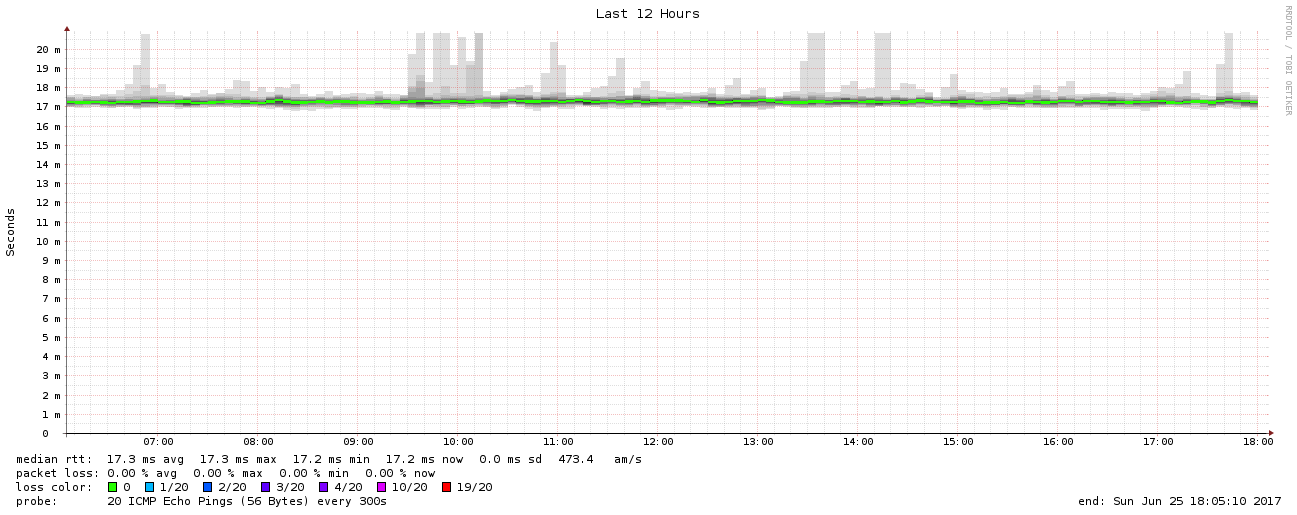 Last 12 Hours
RRDTOOL / TOBI OETIKER
Seconds
20 m
19 m
18 m
17 m
16 m
15 m
14 m
13 m
12 m
11 m
10 m
9 m
8 m
7 m
6 m
5 m
4 m
3 m
2 m
1 m
0
07:00 08:00 09:00 10:00 11:00 12:00 13:00 14:00 15:00 16:00 17:00 18:00
median rtt: 17.3 ms avg 17.3 ms max 17.2 ms min 17.2 ms now 0.0 ms sd 473.4 am/s
packet loss: 0.00 % avg 0.00 % max 0.00 % min 0.00 % now
loss color: 0 1/20 2/20 3/20 4/20 10/20 19/20
probe: 20 ICMP Echo Pings (56 Bytes) every 300s end: Sun Jun 25 18:05:10 2017